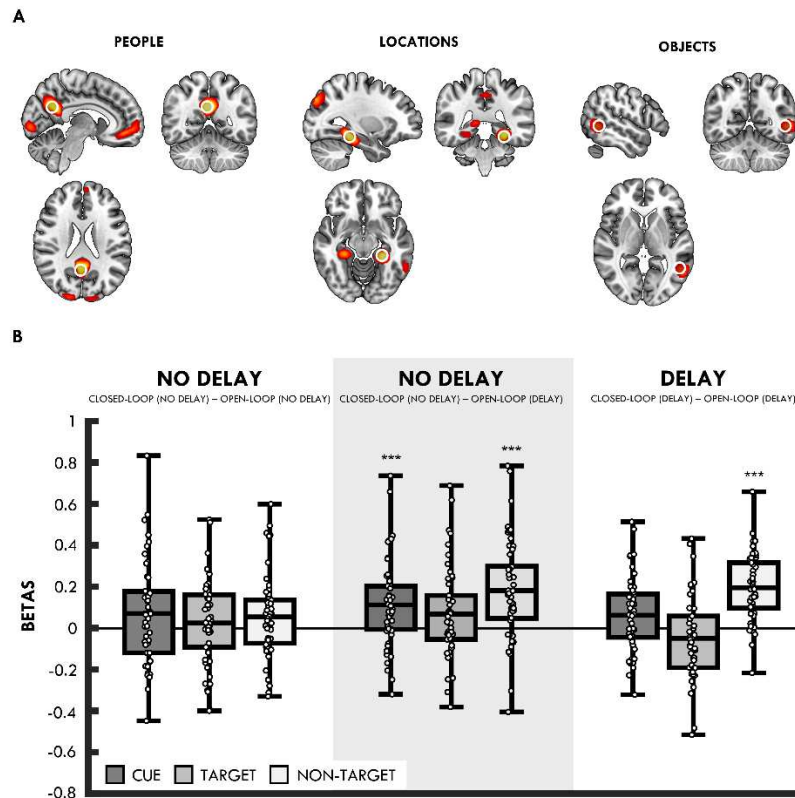 A
PEOPLE
LOCATIONS
OBJECTS
B
NO DELAY
CLOSED-LOOP (NO DELAY) – OPEN-LOOP (NO DELAY)
NO DELAY
CLOSED-LOOP (NO DELAY) – OPEN-LOOP (DELAY)
DELAY
CLOSED-LOOP (DELAY) – OPEN-LOOP (DELAY)
BETAS
1
0.8
0.6
0.4
0.2
0
-0.2
-0.4
-0.6
-0.8
***
***
***
CUE
TARGET
NON-TARGET